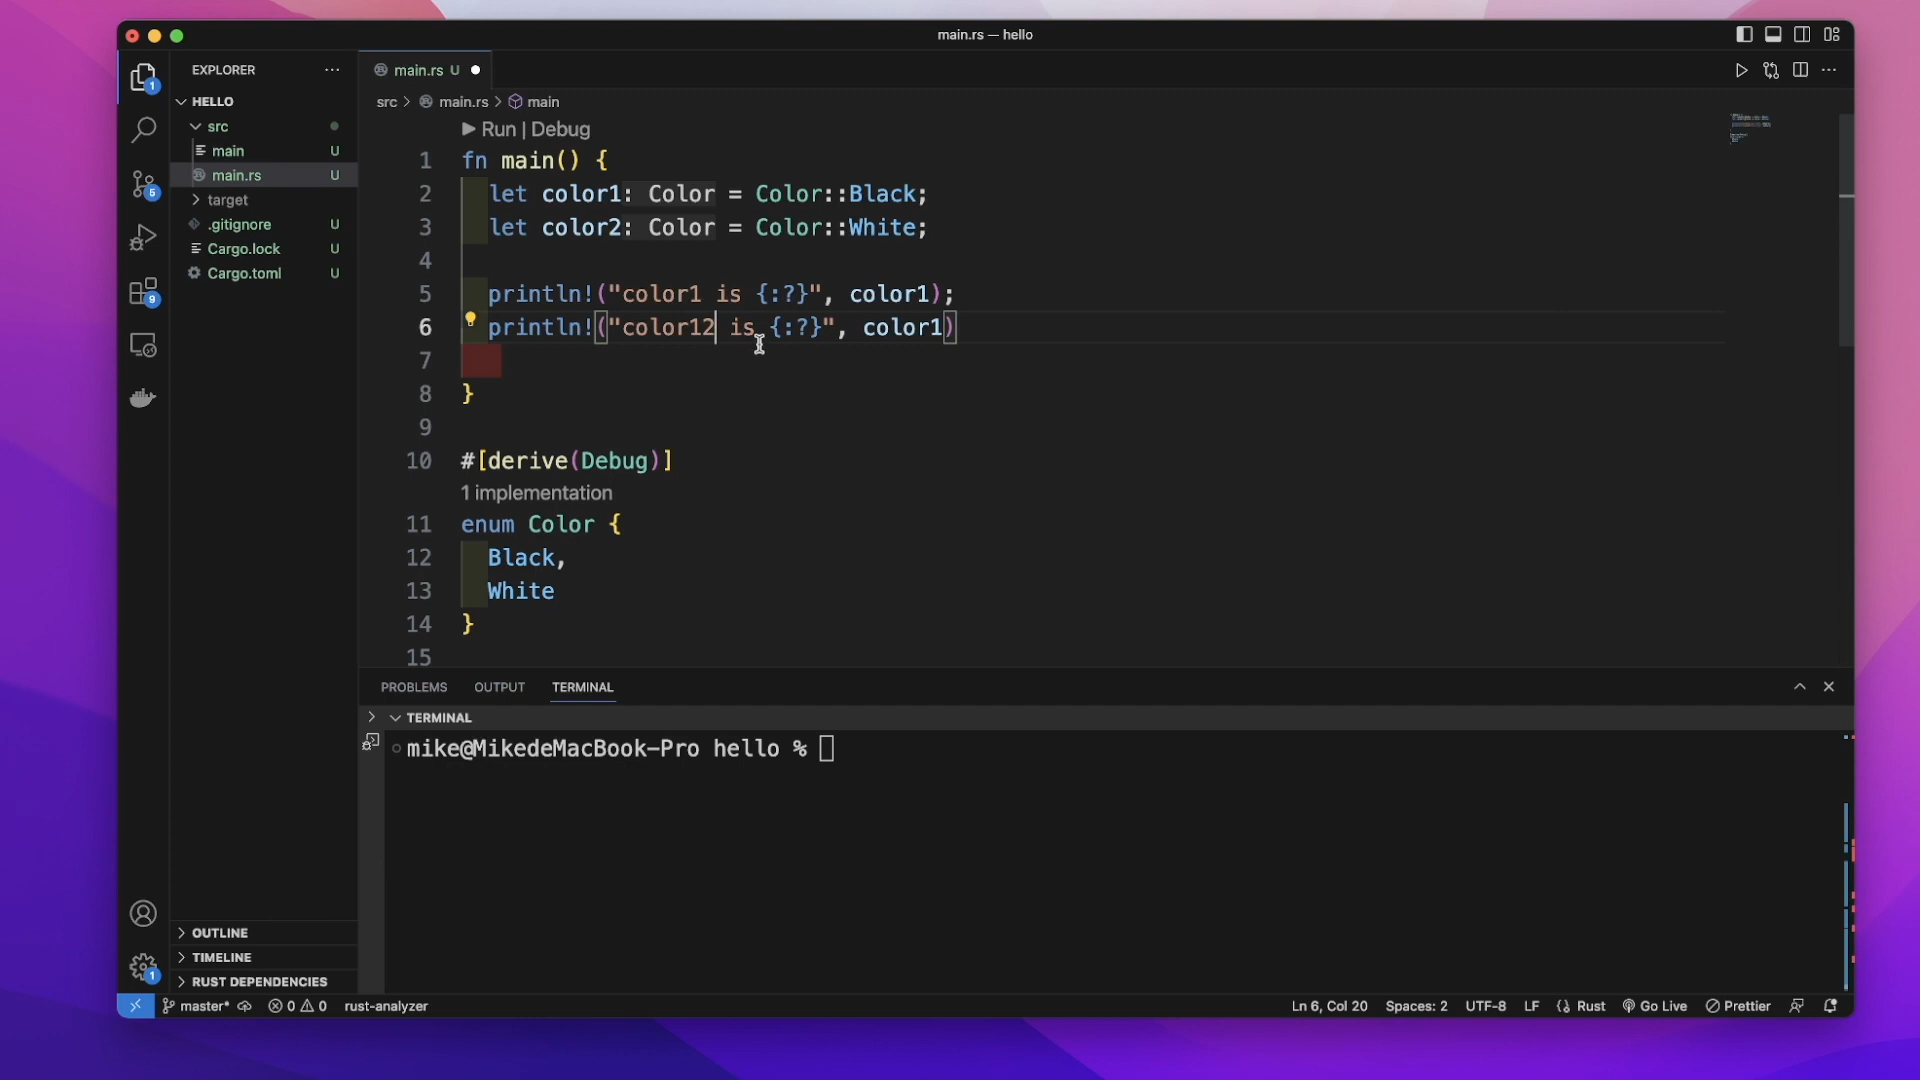 main.rs — hello
EXPLORER
HELLO
src
main U
main.rs U
target
.gitignore U
Cargo.lock U
Cargo.toml U
OUTLINE
TIMELINE
RUST DEPENDENCIES
1
5
9
1
main.rs U
src > main.rs > main
Run | Debug
1 fn main() {
2 let color1: Color = Color::Black;
3 let color2: Color = Color::White;
4
5 println!("color1 is {:?}", color1);
6 println!("color12 is {:?}", color1)
7
8 }
9
10 #[derive(Debug)]
1 implementation
11 enum Color {
12 Black,
13 White
14 }
15
PROBLEMS OUTPUT TERMINAL
TERMINAL
mike@MikedeMacBook-Pro hello %
master* 0 0 rust-analyzer Ln 6, Col 20 Spaces: 2 UTF-8 LF Rust Go Live Prettier